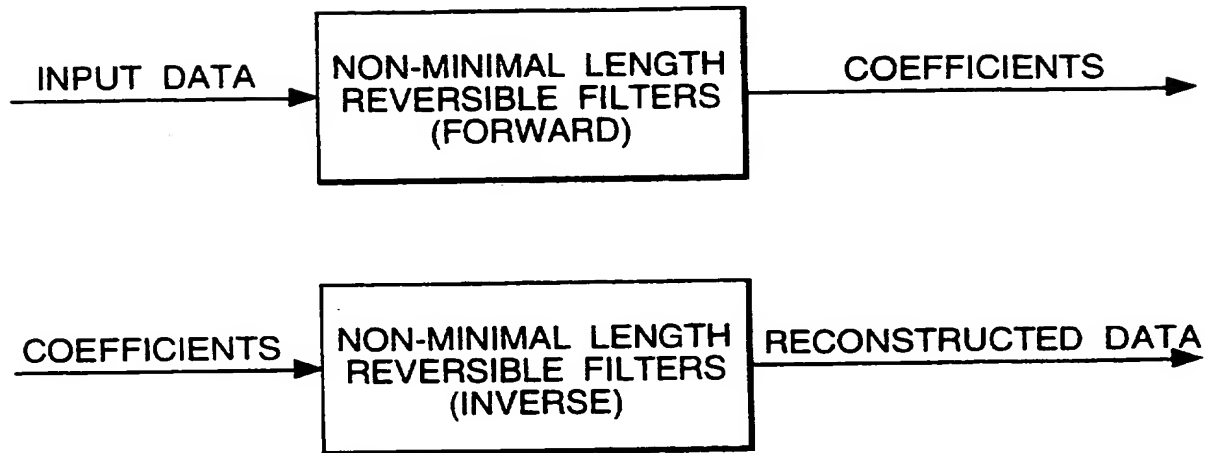 INPUT DATA
NON-MINIMAL LENGTH
REVERSIBLE FILTERS
(FORWARD)
COEFFICIENTS
COEFFICIENTS
NON-MINIMAL LENGTH
REVERSIBLE FILTERS
(INVERSE)
RECONSTRUCTED DATA